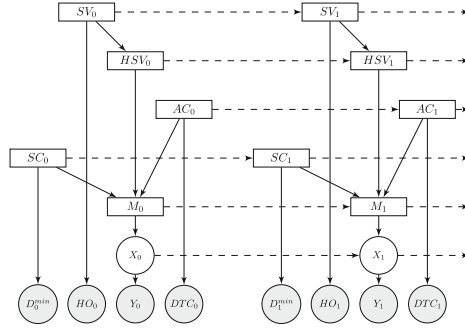 SV₀ SV₁
HSV₀ HSV₁
AC₀ AC₁
SC₀ SC₁
M₀ M₁
X₀ X₁
D₀ᵐⁱⁿ HO₀ Y₀ DTC₀ D₁ᵐⁱⁿ HO₁ Y₁ DTC₁